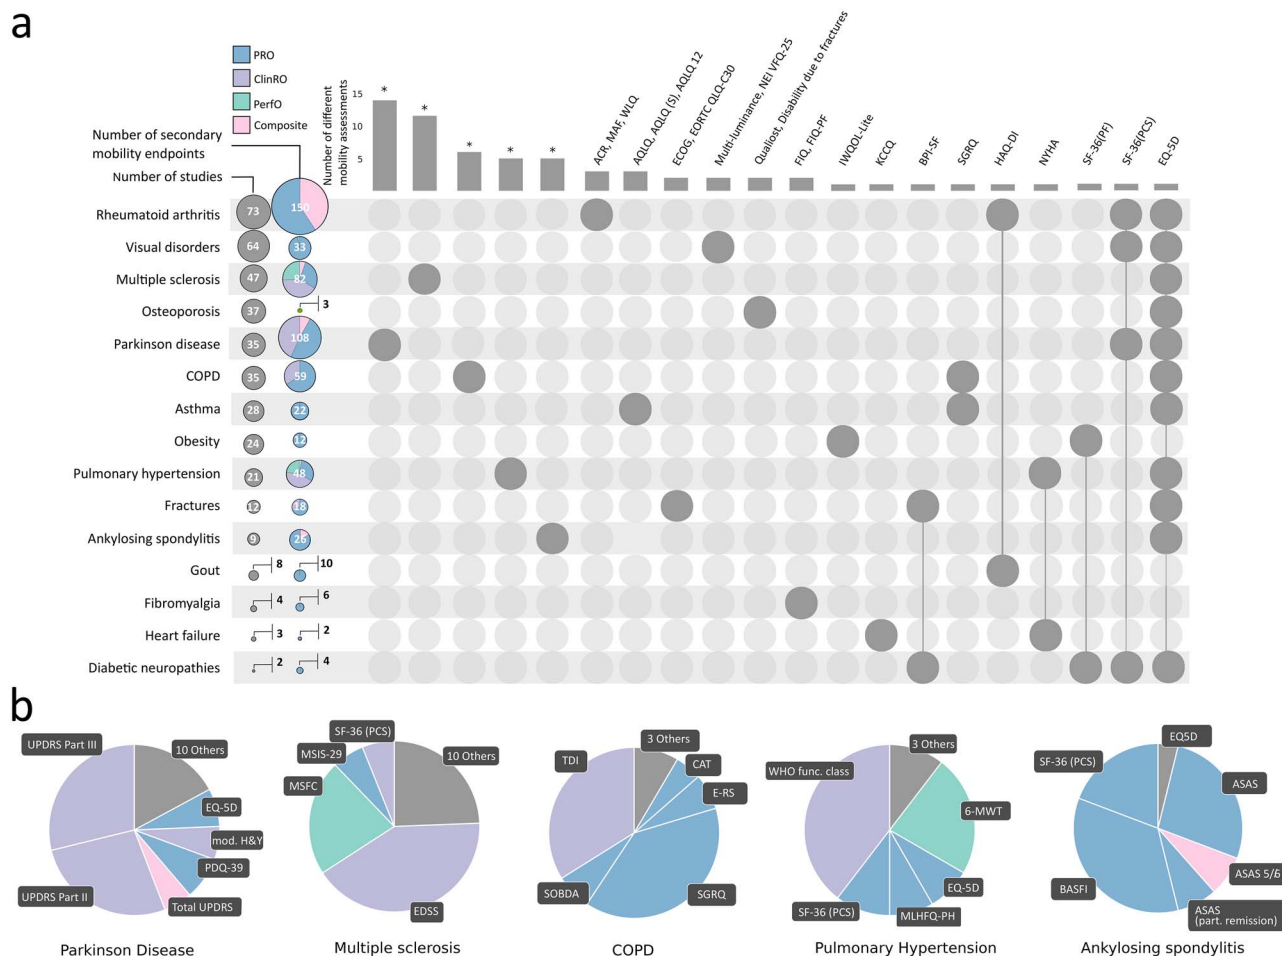 a
PRO
ClinRO
PerfO
Composite
Number of secondary
mobility endpoints
Number of studies
Number of different
mobility assessments
15
10
5
*
*
*
*
*
ACR, MAF, WLQ
AQLQ, AQLQ (S), AQLQ 12
ECOG, EORTC QLQ-C30
Multi-luminance, NEI VFQ-25
Qualiost, Disability due to fractures
FIQ, FIQ-PF
IWQOL-Lite
KCCQ
BPI-SF
SGRQ
HAQ-DI
NYHA
SF-36(PF)
SF-36(PCS)
EQ-5D
Rheumatoid arthritis 73 150
Visual disorders 64 33
Multiple sclerosis 47 82
Osteoporosis 37 3
Parkinson disease 35 108
COPD 35 59
Asthma 28 22
Obesity 24 12
Pulmonary hypertension 21 48
Fractures 12 18
Ankylosing spondylitis 9 26
Gout 8 10
Fibromyalgia 4 6
Heart failure 3 2
Diabetic neuropathies 2 4
b
UPDRS Part III
10 Others
EQ-5D
mod. H&Y
PDQ-39
Total UPDRS
UPDRS Part II
Parkinson Disease
SF-36 (PCS)
MSIS-29
10 Others
MSFC
EDSS
Multiple sclerosis
3 Others
TDI
CAT
E-RS
SOBDA
SGRQ
COPD
3 Others
WHO func. class
6-MWT
EQ-5D
MLHFQ-PH
SF-36 (PCS)
Pulmonary Hypertension
EQ5D
SF-36 (PCS)
ASAS
ASAS 5/6
BASFI
ASAS
(part. remission)
Ankylosing spondylitis